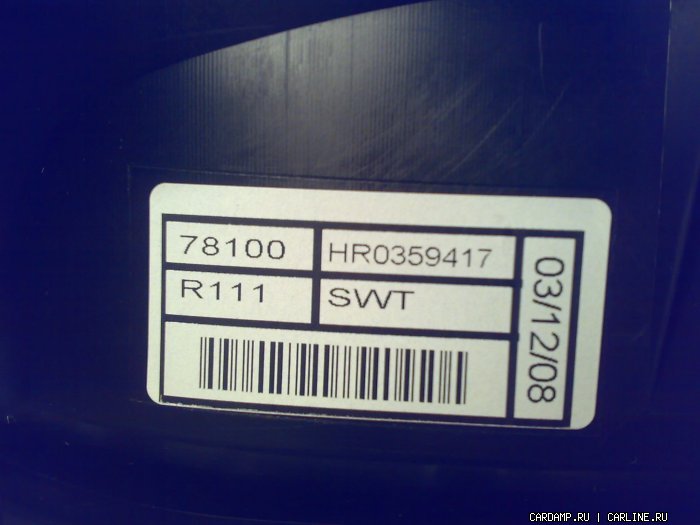 78100
HR0359417
R111
SWT
03/12/08
CARDAMP.RU | CARLINE.RU